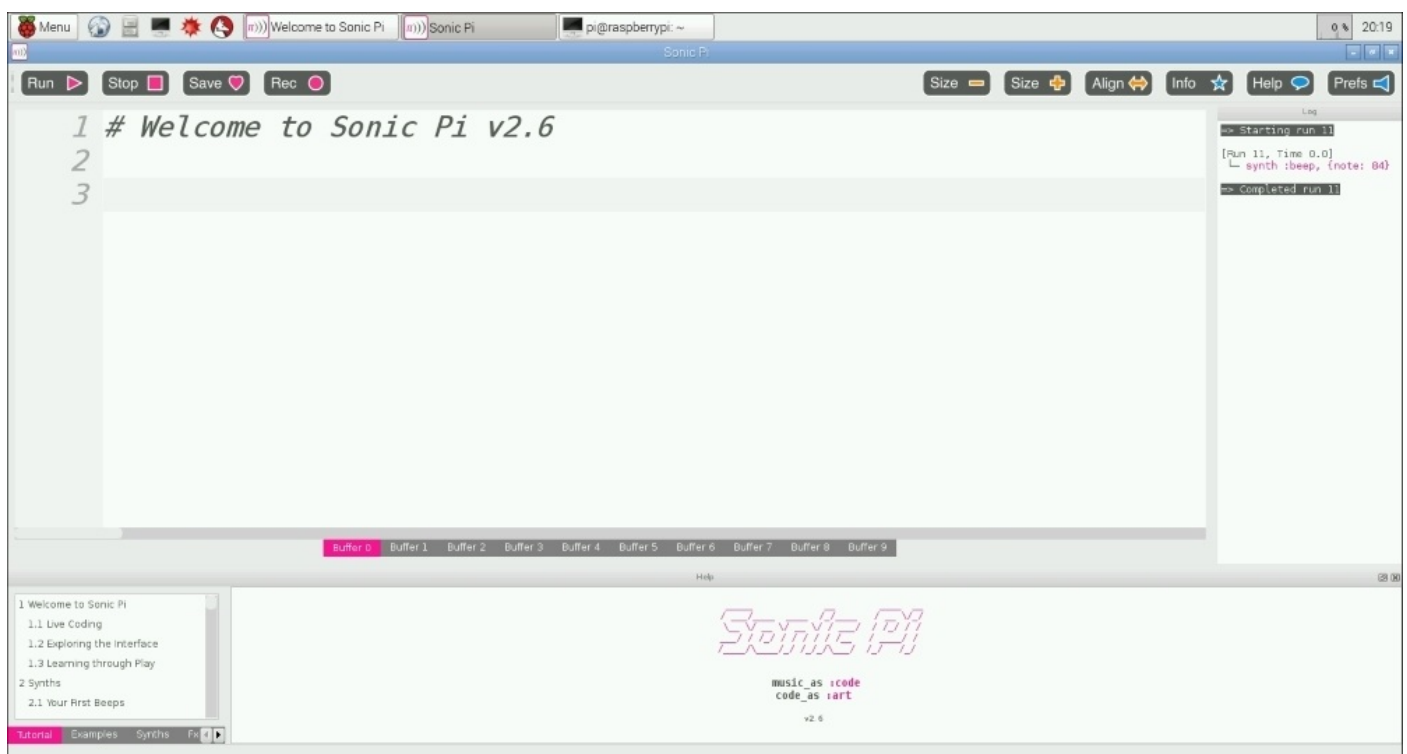 Menu Welcome to Sonic Pi Sonic Pi pi@raspberrypi: ~ 0 % 20:19
Sonic Pi
Run Stop Save Rec Size Size Align Info Help Prefs
Log
1 # Welcome to Sonic Pi v2.6
2
3
=> Starting run 11
[Run 11, Time 0.0]
└─ synth :beep, {note: 84}
=> Completed run 11
Buffer 0 Buffer 1 Buffer 2 Buffer 3 Buffer 4 Buffer 5 Buffer 6 Buffer 7 Buffer 8 Buffer 9
Help
1 Welcome to Sonic Pi
1.1 Live Coding
1.2 Exploring the Interface
1.3 Learning through Play
2 Synths
2.1 Your First Beeps
Tutorial Examples Synths Fx
Sonic Pi
music_as :code
code_as :art
v2.6